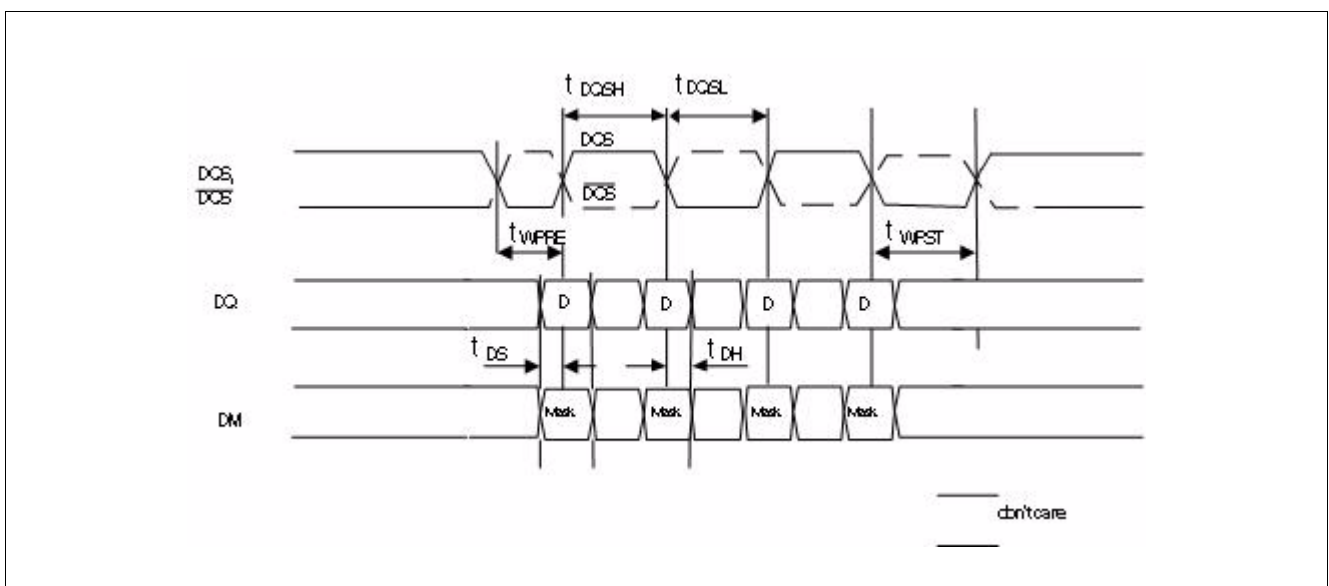 t DQSH t DQSL
DQS
DQS,
DQS
DQS
t WPRE t WPST
DQ D D D D
t DS t DH
DM Mask Mask Mask Mask
don't care